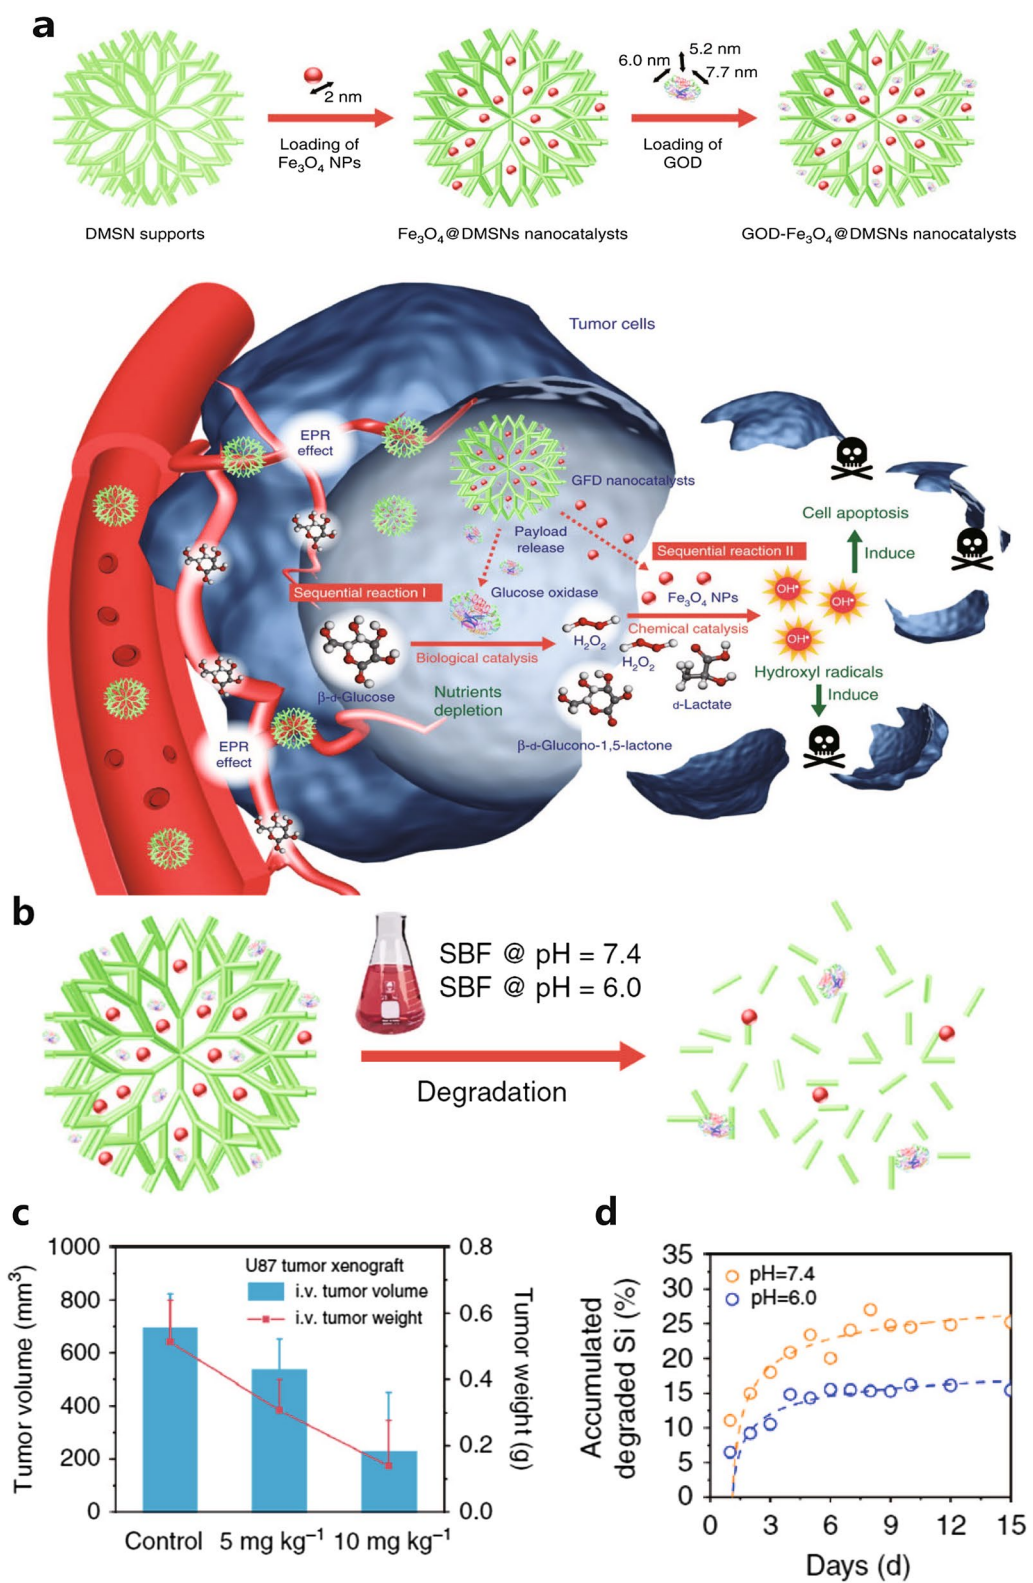 a
2 nm
6.0 nm
5.2 nm
7.7 nm
Loading of
Fe₃O₄ NPs
Loading of
GOD
DMSN supports
Fe₃O₄@DMSNs nanocatalysts
GOD-Fe₃O₄@DMSNs nanocatalysts
Tumor cells
EPR
effect
GFD nanocatalysts
Payload
release
Cell apoptosis
Induce
Sequential reaction II
Sequential reaction I
Glucose oxidase
Fe₃O₄ NPs
OH•
OH•
OH•
H₂O₂
Chemical catalysis
Biological catalysis
H₂O₂
Hydroxyl radicals
Induce
β-d-Glucose
Nutrients
depletion
d-Lactate
β-d-Glucono-1,5-lactone
EPR
effect
b
SBF @ pH = 7.4
SBF @ pH = 6.0
Degradation
c
1000
800
600
400
200
0
Tumor volume (mm³)
U87 tumor xenograft
i.v. tumor volume
i.v. tumor weight
0.8
0.6
0.4
0.2
0.0
Tumor weight (g)
Control
5 mg kg⁻¹
10 mg kg⁻¹
d
35
30
25
20
15
10
5
0
Accumulated
degraded Si (%)
pH=7.4
pH=6.0
0
3
6
9
12
15
Days (d)